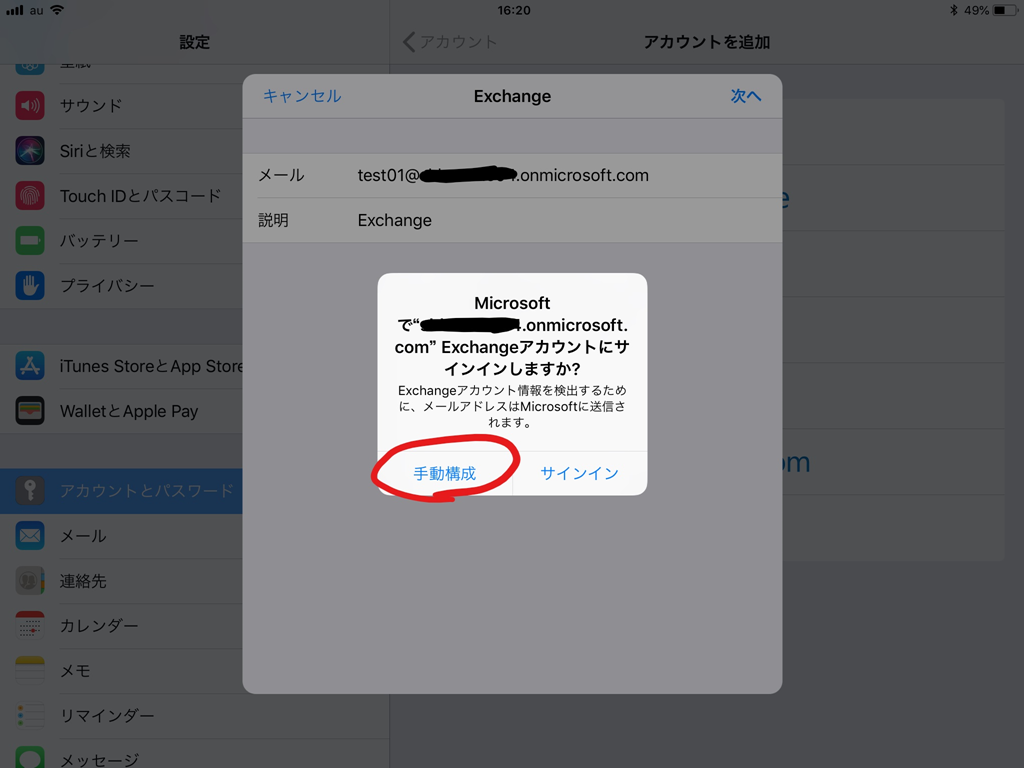 au
16:20
49%
設定
アカウント
アカウントを追加
サウンド
Siriと検索
Touch IDとパスコード
バッテリー
プライバシー
iTunes StoreとApp Store
WalletとApple Pay
アカウントとパスワード
メール
連絡先
カレンダー
メモ
リマインダー
メッセージ
キャンセル
Exchange
次へ
メール
test01@ .onmicrosoft.com
説明
Exchange
Microsoft
で“ .onmicrosoft.
com” Exchangeアカウントにサ
インインしますか?
Exchangeアカウント情報を検出するため
に、メールアドレスはMicrosoftに送信さ
れます。
手動構成
サインイン